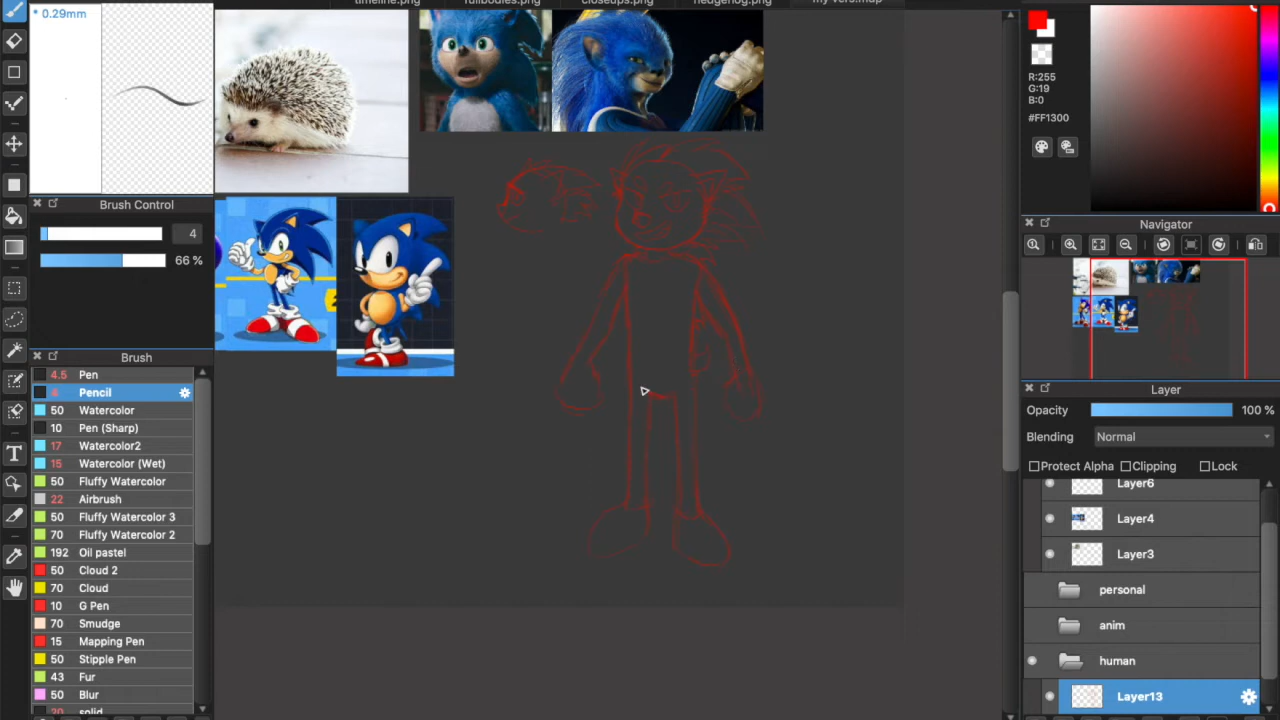 timeline.png
fullbodies.png
closeups.png
hedgehog.png
my vers.mdp
* 0.29mm
Brush Control
4
66 %
Brush
4.5 Pen
4 Pencil
50 Watercolor
10 Pen (Sharp)
17 Watercolor2
15 Watercolor (Wet)
50 Fluffy Watercolor
22 Airbrush
50 Fluffy Watercolor 3
70 Fluffy Watercolor 2
192 Oil pastel
50 Cloud 2
70 Cloud
10 G Pen
70 Smudge
15 Mapping Pen
50 Stipple Pen
43 Fur
50 Blur
30 solid
R:255
G:19
B:0
#FF1300
Navigator
Layer
Opacity 100 %
Blending Normal
Protect Alpha Clipping Lock
Layer6
Layer4
Layer3
personal
anim
human
Layer13